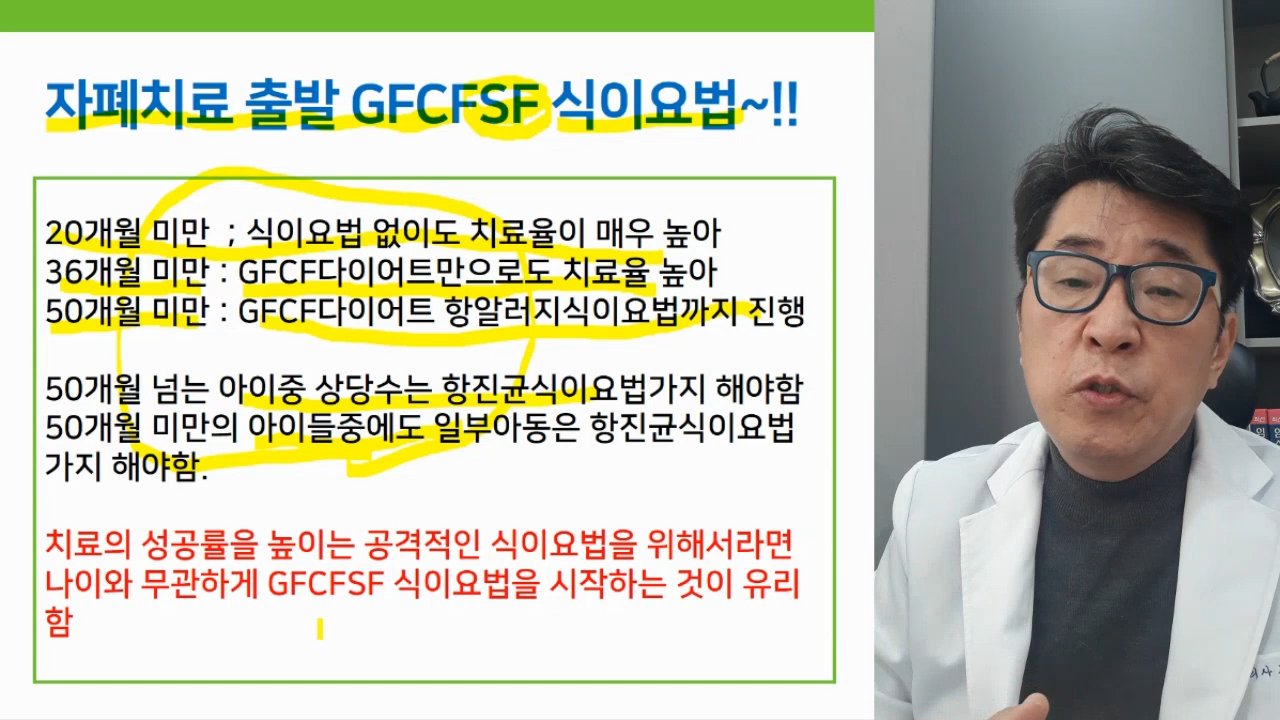 자폐치료 출발 GFCFSF 식이요법~!!
20개월 미만 ; 식이요법 없이도 치료율이 매우 높아
36개월 미만 : GFCF다이어트만으로도 치료율 높아
50개월 미만 : GFCF다이어트 항알러지식이요법까지 진행
50개월 넘는 아이중 상당수는 항진균식이요법가지 해야함
50개월 미만의 아이들중에도 일부아동은 항진균식이요법
가지 해야함.
치료의 성공률을 높이는 공격적인 식이요법을 위해서라면
나이와 무관하게 GFCFSF 식이요법을 시작하는 것이 유리
함